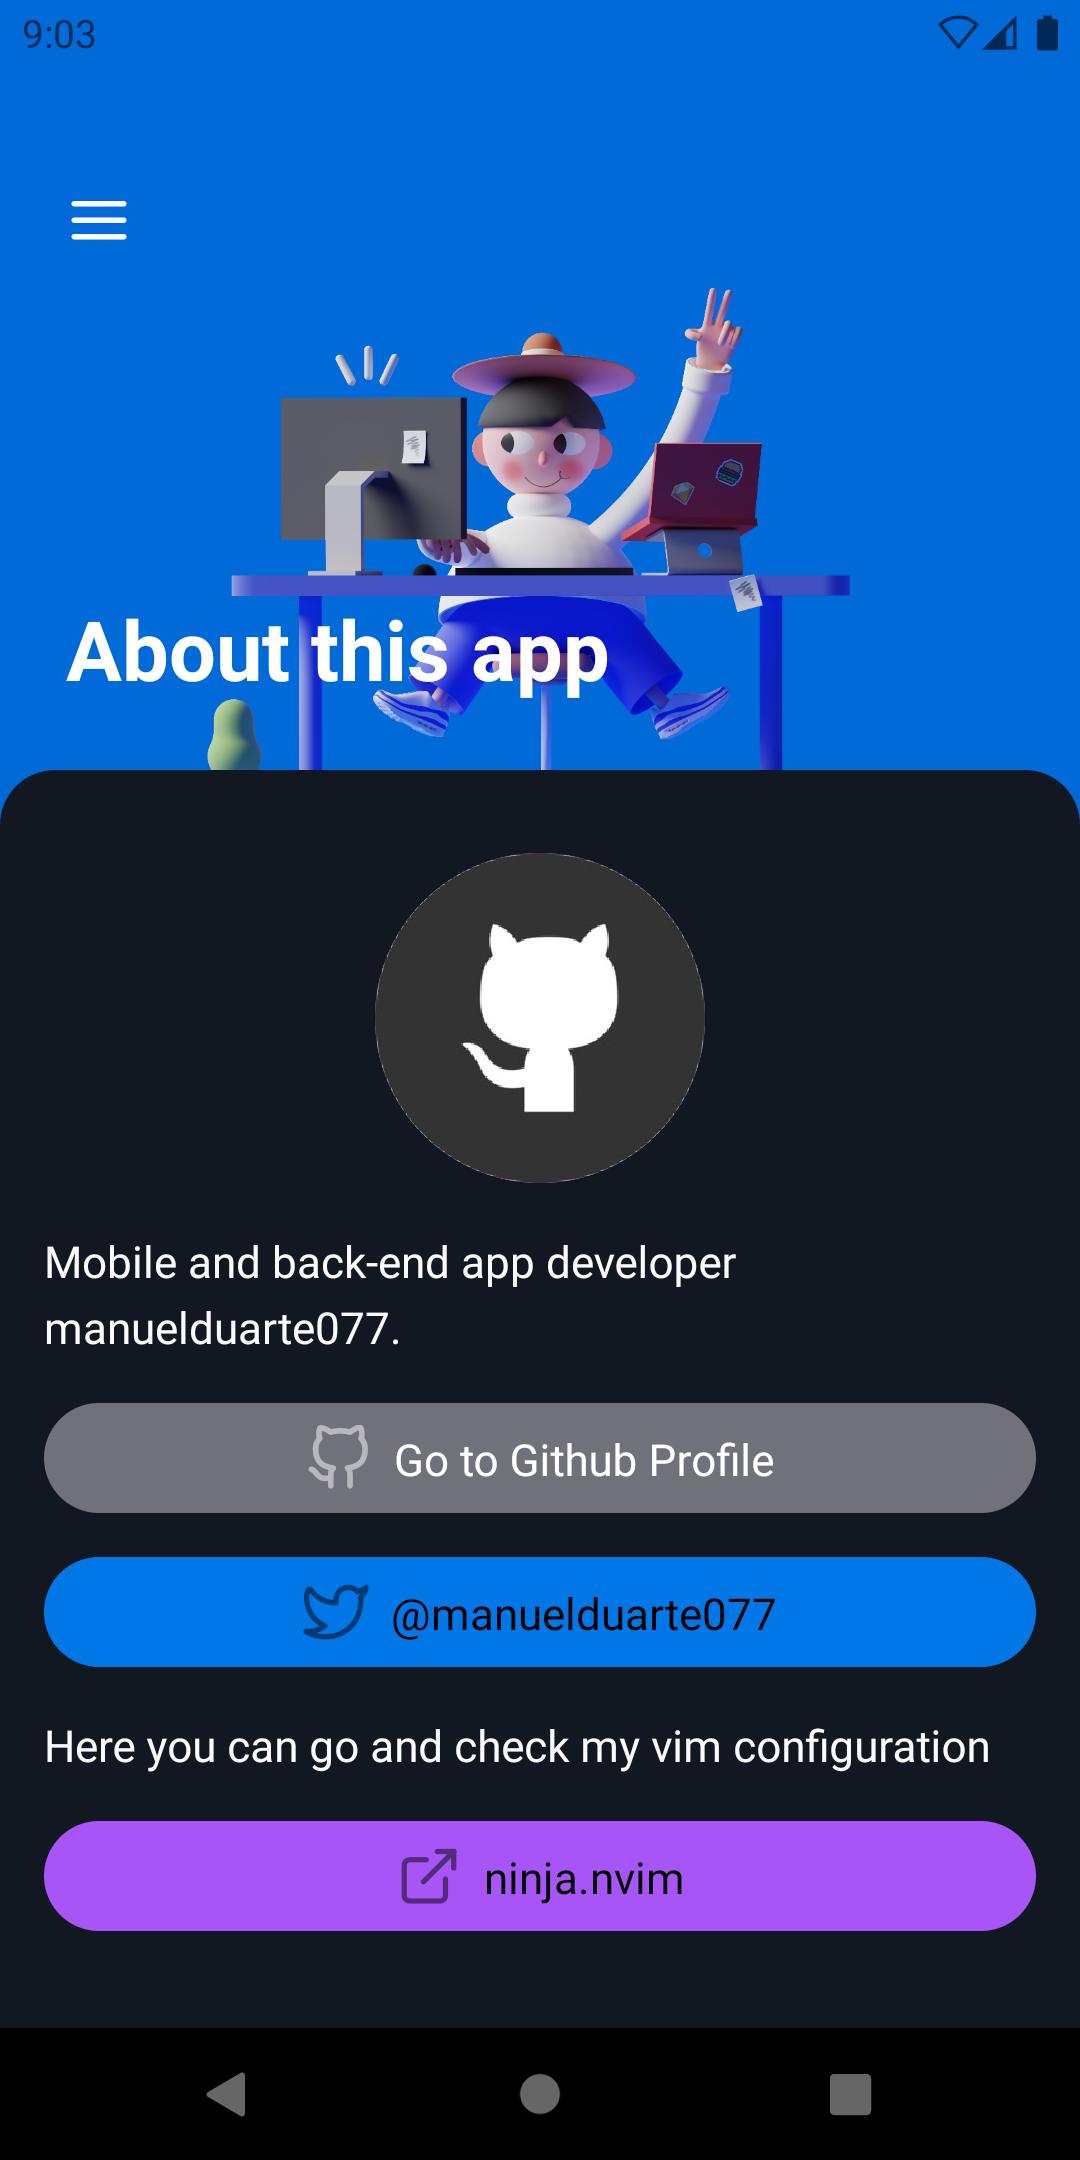 9:03
About this app
Mobile and back-end app developer
manuelduarte077.
Go to Github Profile
@manuelduarte077
Here you can go and check my vim configuration
ninja.nvim